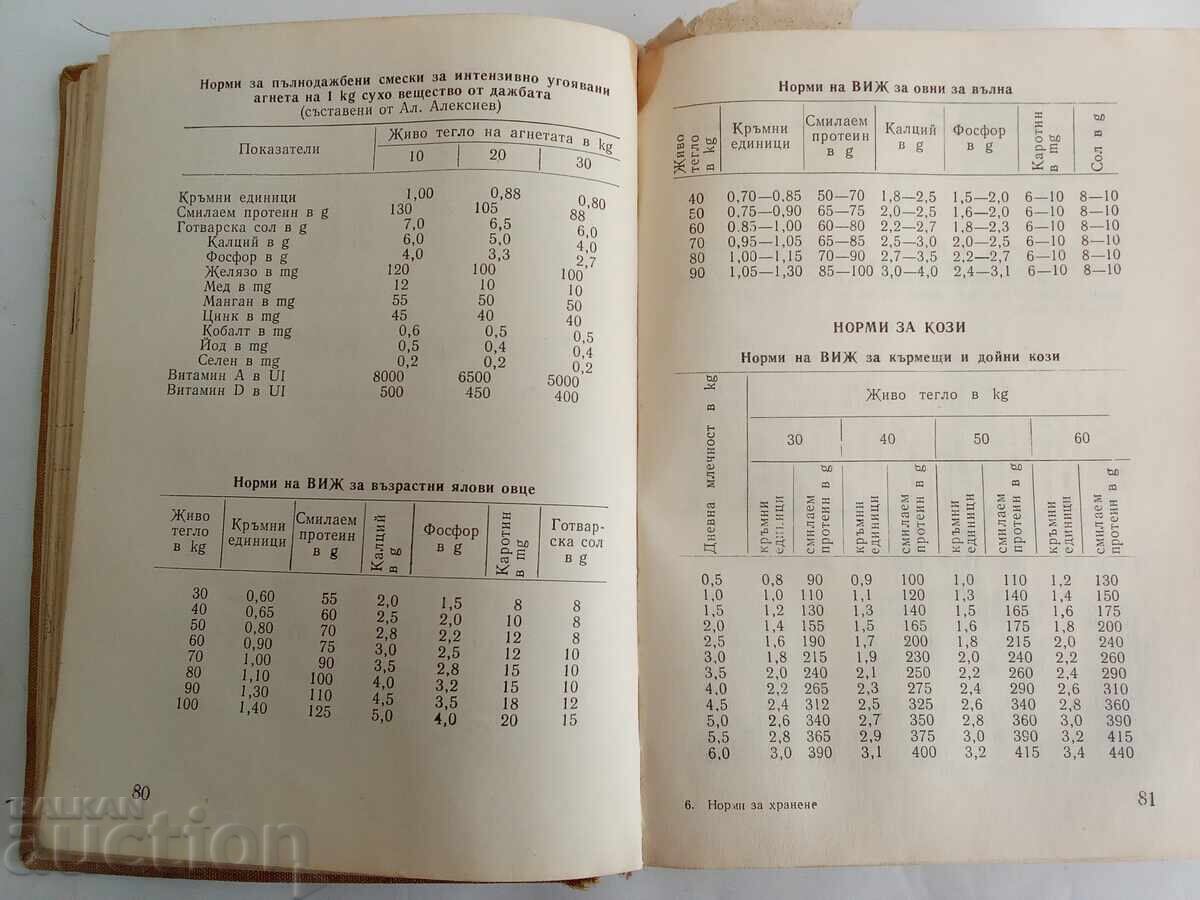 Норми за пълнодажбени смески за интензивно угоявани
агнета на 1 kg сухо вещество от дажбата
(съставени от Ал. Алексиев)
Показатели
Живо тегло на агнетата в kg
10 20 30
Кръмни единици 1,00 0,88 0,80
Смилаем протеин в g 130 105 88
Готварска сол в g 7,0 6,5 6,0
Калций в g 6,0 5,0 4,0
Фосфор в g 4,0 3,3 2,7
Желязо в mg 120 100 100
Мед в mg 12 10 10
Манган в mg 55 50 50
Цинк в mg 45 40 40
Кобалт в mg 0,6 0,5 0,5
Йод в mg 0,5 0,4 0,4
Селен в mg 0,2 0,2 0,2
Витамин А в UI 8000 6500 5000
Витамин D в UI 500 450 400
Норми на ВИЖ за възрастни ялови овце
Живо тегло в kg
Кръмни единици
Смилаем протеин в g
Калций в g
Фосфор в g
Каротин в mg
Готвар-ска сол в g
30 0,60 55 2,0 1,5 8 8
40 0,65 60 2,5 2,0 10 8
50 0,80 70 2,8 2,2 12 8
60 0,90 75 3,0 2,5 12 10
70 1,00 90 3,5 2,8 15 10
80 1,10 100 4,0 3,2 15 10
90 1,30 110 4,5 3,5 18 12
100 1,40 125 5,0 4,0 20 15
80
Норми на ВИЖ за овни за вълна
Живо тегло в kg
Кръмни единици
Смилаем протеин в g
Калций в g
Фосфор в g
Каротин в mg
Сол в g
40 0,70—0,85 50—70 1,8—2,5 1,5—2,0 6—10 8—10
50 0,75—0,90 65—75 2,0—2,5 1,6—2,0 6—10 8—10
60 0,85—1,00 60—80 2,2—2,7 1,8—2,3 6—10 8—10
70 0,95—1,05 65—85 2,5—3,0 2,0—2,5 6—10 8—10
80 1,00—1,15 70—90 2,7—3,5 2,2—2,7 6—10 8—10
90 1,05—1,30 85—100 3,0—4,0 2,4—3,1 6—10 8—10
НОРМИ ЗА КОЗИ
Норми на ВИЖ за кърмещи и дойни кози
Дневна млечност в kg
Живо тегло в kg
30 40 50 60
кръмни единици
смилаем протеин в g
кръмни единици
смилаем протеин в g
кръмни единици
смилаем протеин в g
кръмни единици
смилаем протеин в g
0,5 0,8 90 0,9 100 1,0 110 1,2 130
1,0 1,0 110 1,1 120 1,3 140 1,4 150
1,5 1,2 130 1,3 140 1,5 165 1,6 175
2,0 1,4 155 1,5 165 1,6 175 1,8 200
2,5 1,6 190 1,7 200 1,8 215 2,0 240
3,0 1,8 215 1,9 230 2,0 240 2,2 260
3,5 2,0 240 2,1 250 2,2 260 2,4 290
4,0 2,2 265 2,3 275 2,4 290 2,6 310
4,5 2,4 312 2,5 325 2,6 340 2,8 360
5,0 2,6 340 2,7 350 2,8 360 3,0 390
5,5 2,8 365 2,9 375 3,0 390 3,2 415
6,0 3,0 390 3,1 400 3,2 415 3,4 440
6. Норми за хранене
81
BALKAN
auction